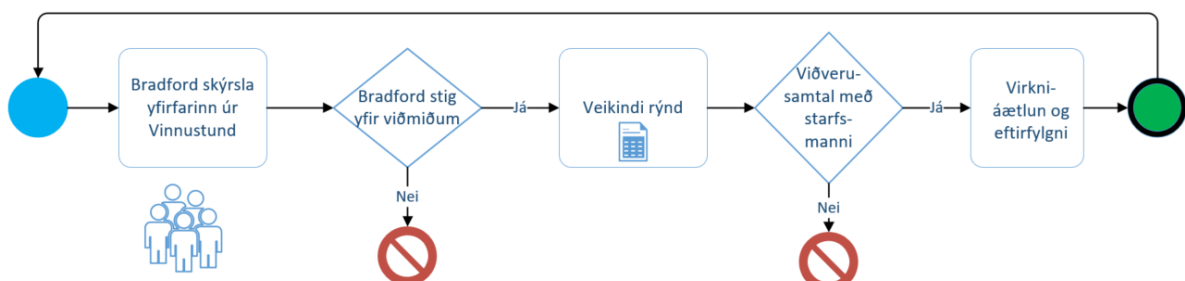 Bradford skýrsla
yfirfarinn úr
Vinnustund
Bradford stig
yfir viðmiðum
Já
Nei
Veikindi rýnd
Viðveru-
samtal með
starfs-
manni
Já
Nei
Virkni-
áætlun og
eftirfylgni